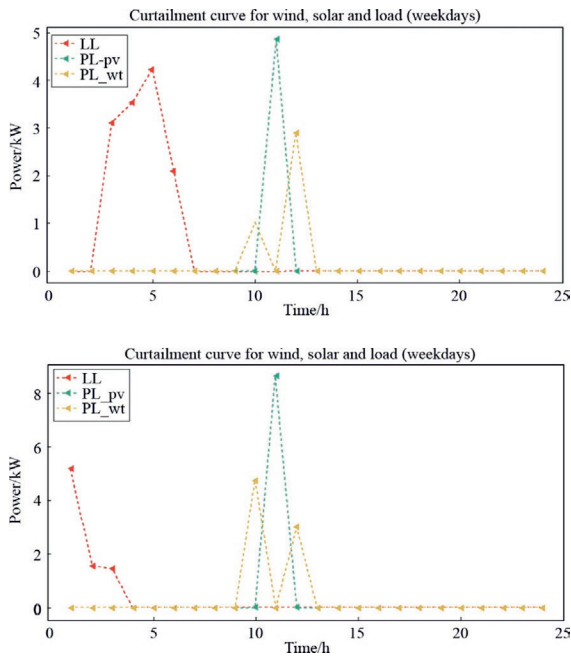 Curtailment curve for wind, solar and load (weekdays)
5
4
3
2
1
0
Power/kW
LL
PL-pv
PL_wt
0
5
10
15
20
25
Time/h
Curtailment curve for wind, solar and load (weekdays)
8
6
4
2
0
Power/kW
LL
PL_pv
PL_wt
0
5
10
15
20
25
Time/h